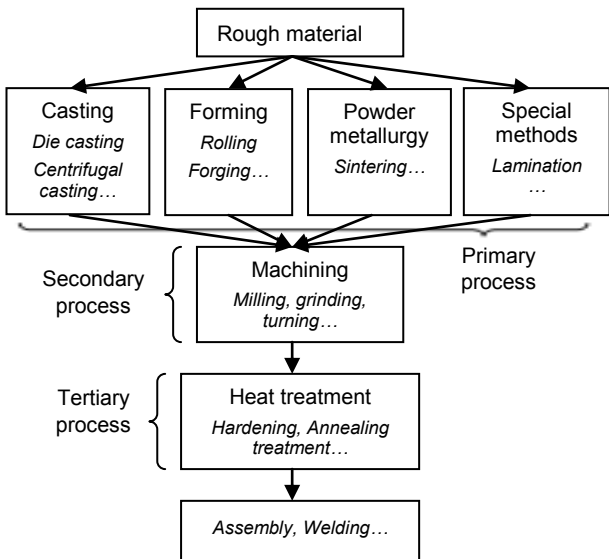 Rough material
Casting
Die casting
Centrifugal
casting…
Forming
Rolling
Forging…
Powder
metallurgy
Sintering…
Special
methods
Lamination
…
Primary
process
Secondary
process
Machining
Milling, grinding,
turning…
Tertiary
process
Heat treatment
Hardening, Annealing
treatment…
Assembly, Welding…